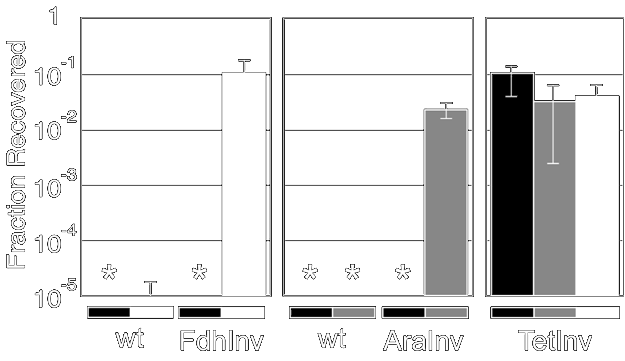 Fraction Recovered
1
10-1
10-2
10-3
10-4
10-5
* * * * *
wt FdhInv wt AraInv TetInv